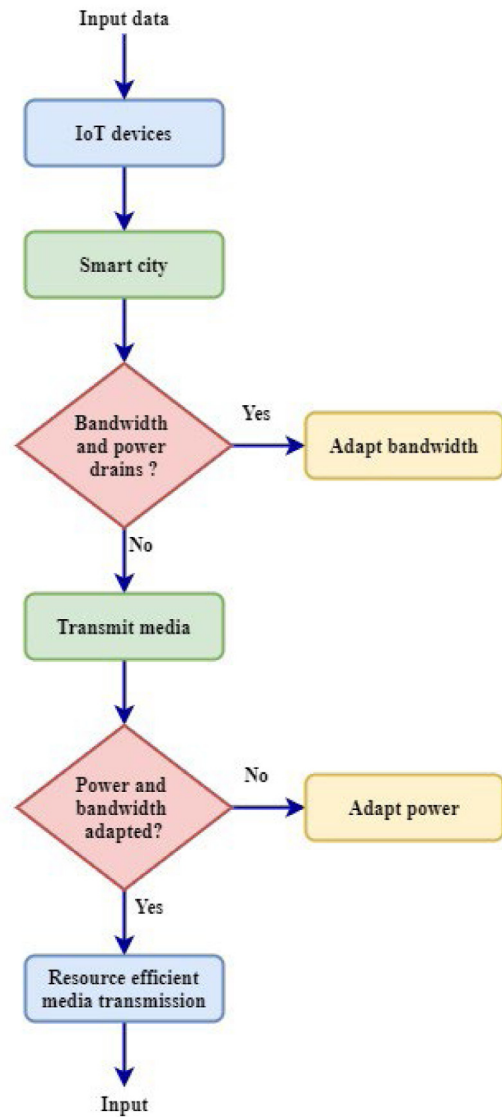 Input data
IoT devices
Smart city
Bandwidth
and power
drains ?
Yes
Adapt bandwidth
No
Transmit media
Power and
bandwidth
adapted?
No
Adapt power
Yes
Resource efficient
media transmission
Input